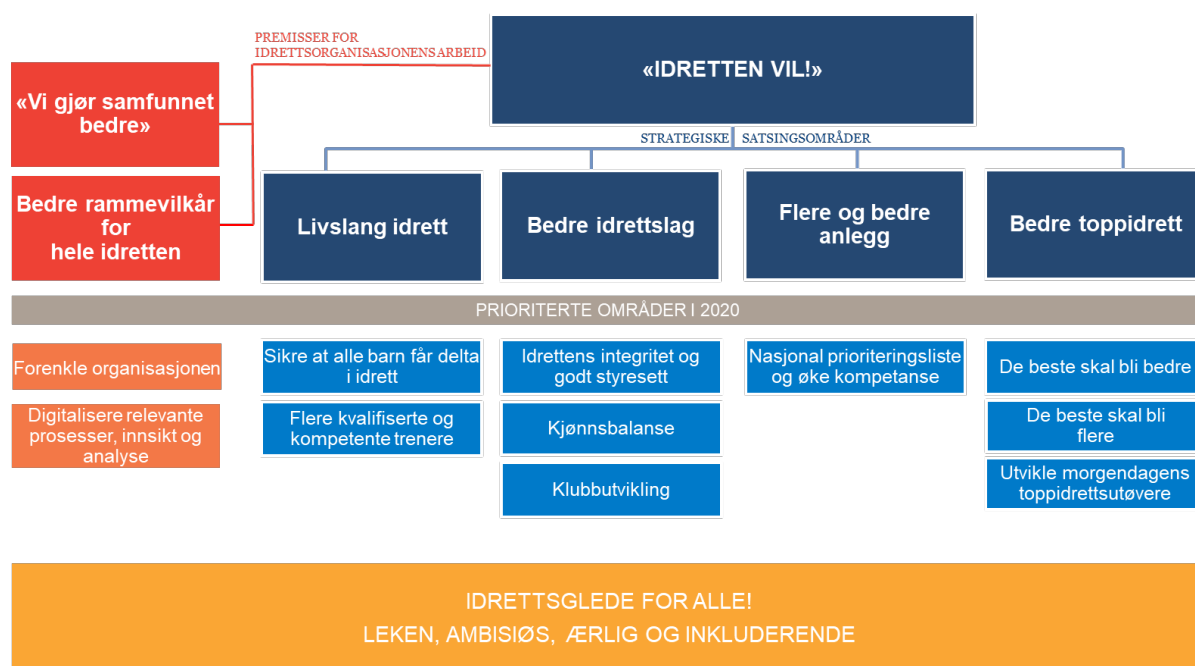 PREMISSER FOR
IDRETTSORGANISASJONENS ARBEID
«IDRETTEN VIL!»
«Vi gjør samfunnet
bedre»
Bedre rammevilkår
for
hele idretten
STRATEGISKE SATSINGSOMRÅDER
Livslang idrett
Bedre idrettslag
Flere og bedre
anlegg
Bedre toppidrett
PRIORITERTE OMRÅDER I 2020
Forenkle organisasjonen
Digitalisere relevante
prosesser, innsikt og
analyse
Sikre at alle barn får delta
i idrett
Flere kvalifiserte og
kompetente trenere
Idrettens integritet og
godt styresett
Kjønnsbalanse
Klubbutvikling
Nasjonal prioriteringsliste
og øke kompetanse
De beste skal bli bedre
De beste skal bli
flere
Utvikle morgendagens
toppidrettsutøvere
IDRETTSGLEDE FOR ALLE!
LEKEN, AMBISIØS, ÆRLIG OG INKLUDERENDE